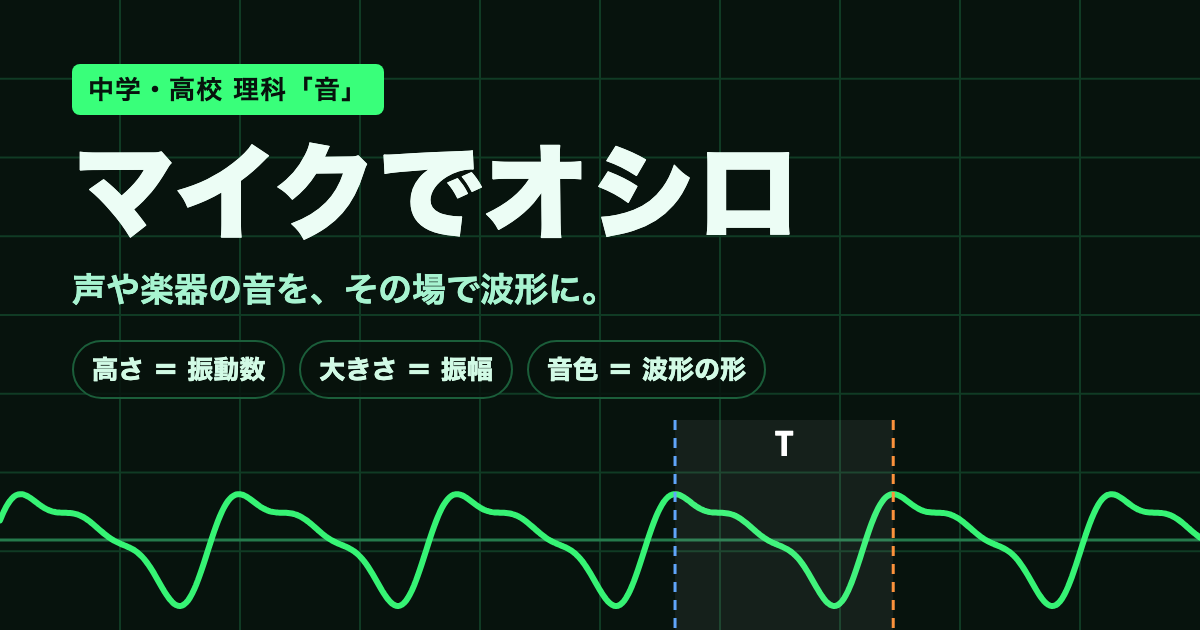 中学・高校 理科「音」
マイクでオシロ
声や楽器の音を、その場で波形に。
高さ = 振動数 大きさ = 振幅 音色 = 波形の形
T